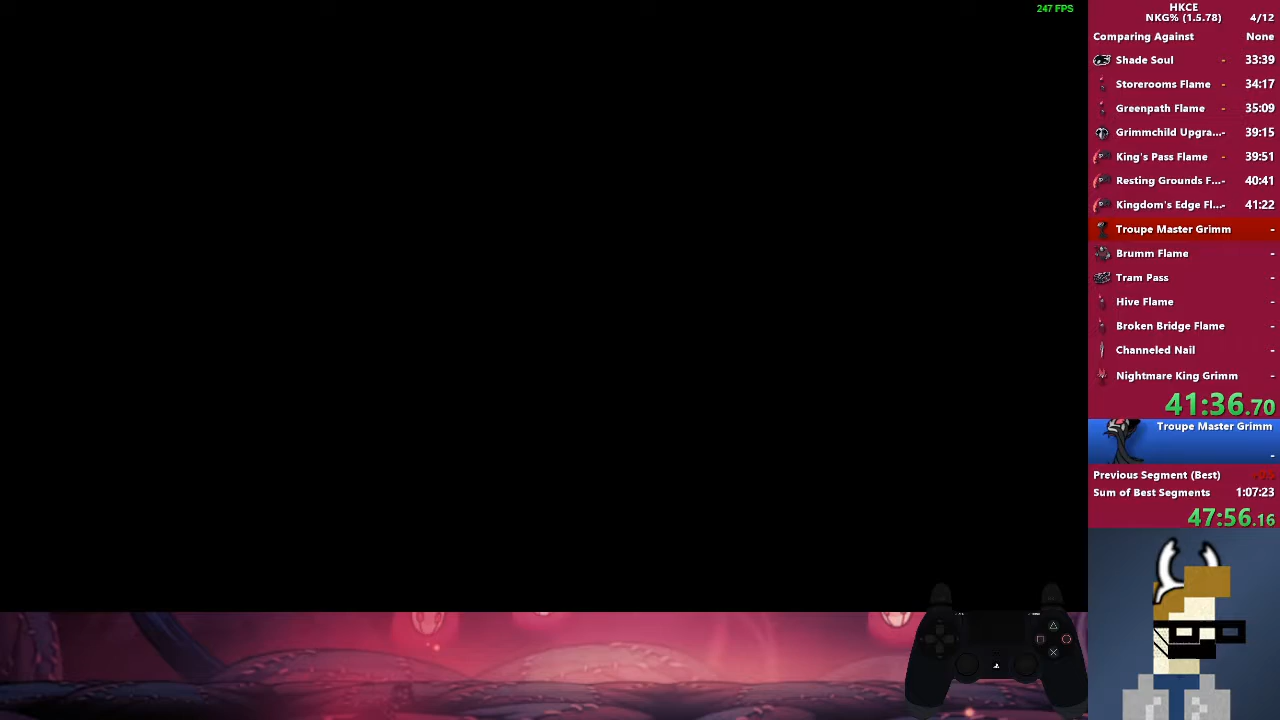 247 FPS
HKCE
NKG% (1.5.78) 4/12
Comparing Against None
Shade Soul - 33:39
Storerooms Flame - 34:17
Greenpath Flame - 35:09
Grimmchild Upgra...- 39:15
King's Pass Flame - 39:51
Resting Grounds F...- 40:41
Kingdom's Edge Fl...- 41:22
Troupe Master Grimm -
Brumm Flame -
Tram Pass -
Hive Flame -
Broken Bridge Flame -
Channeled Nail -
Nightmare King Grimm -
41:36.70
Troupe Master Grimm
-
Previous Segment (Best)
Sum of Best Segments 1:07:23
47:56.16